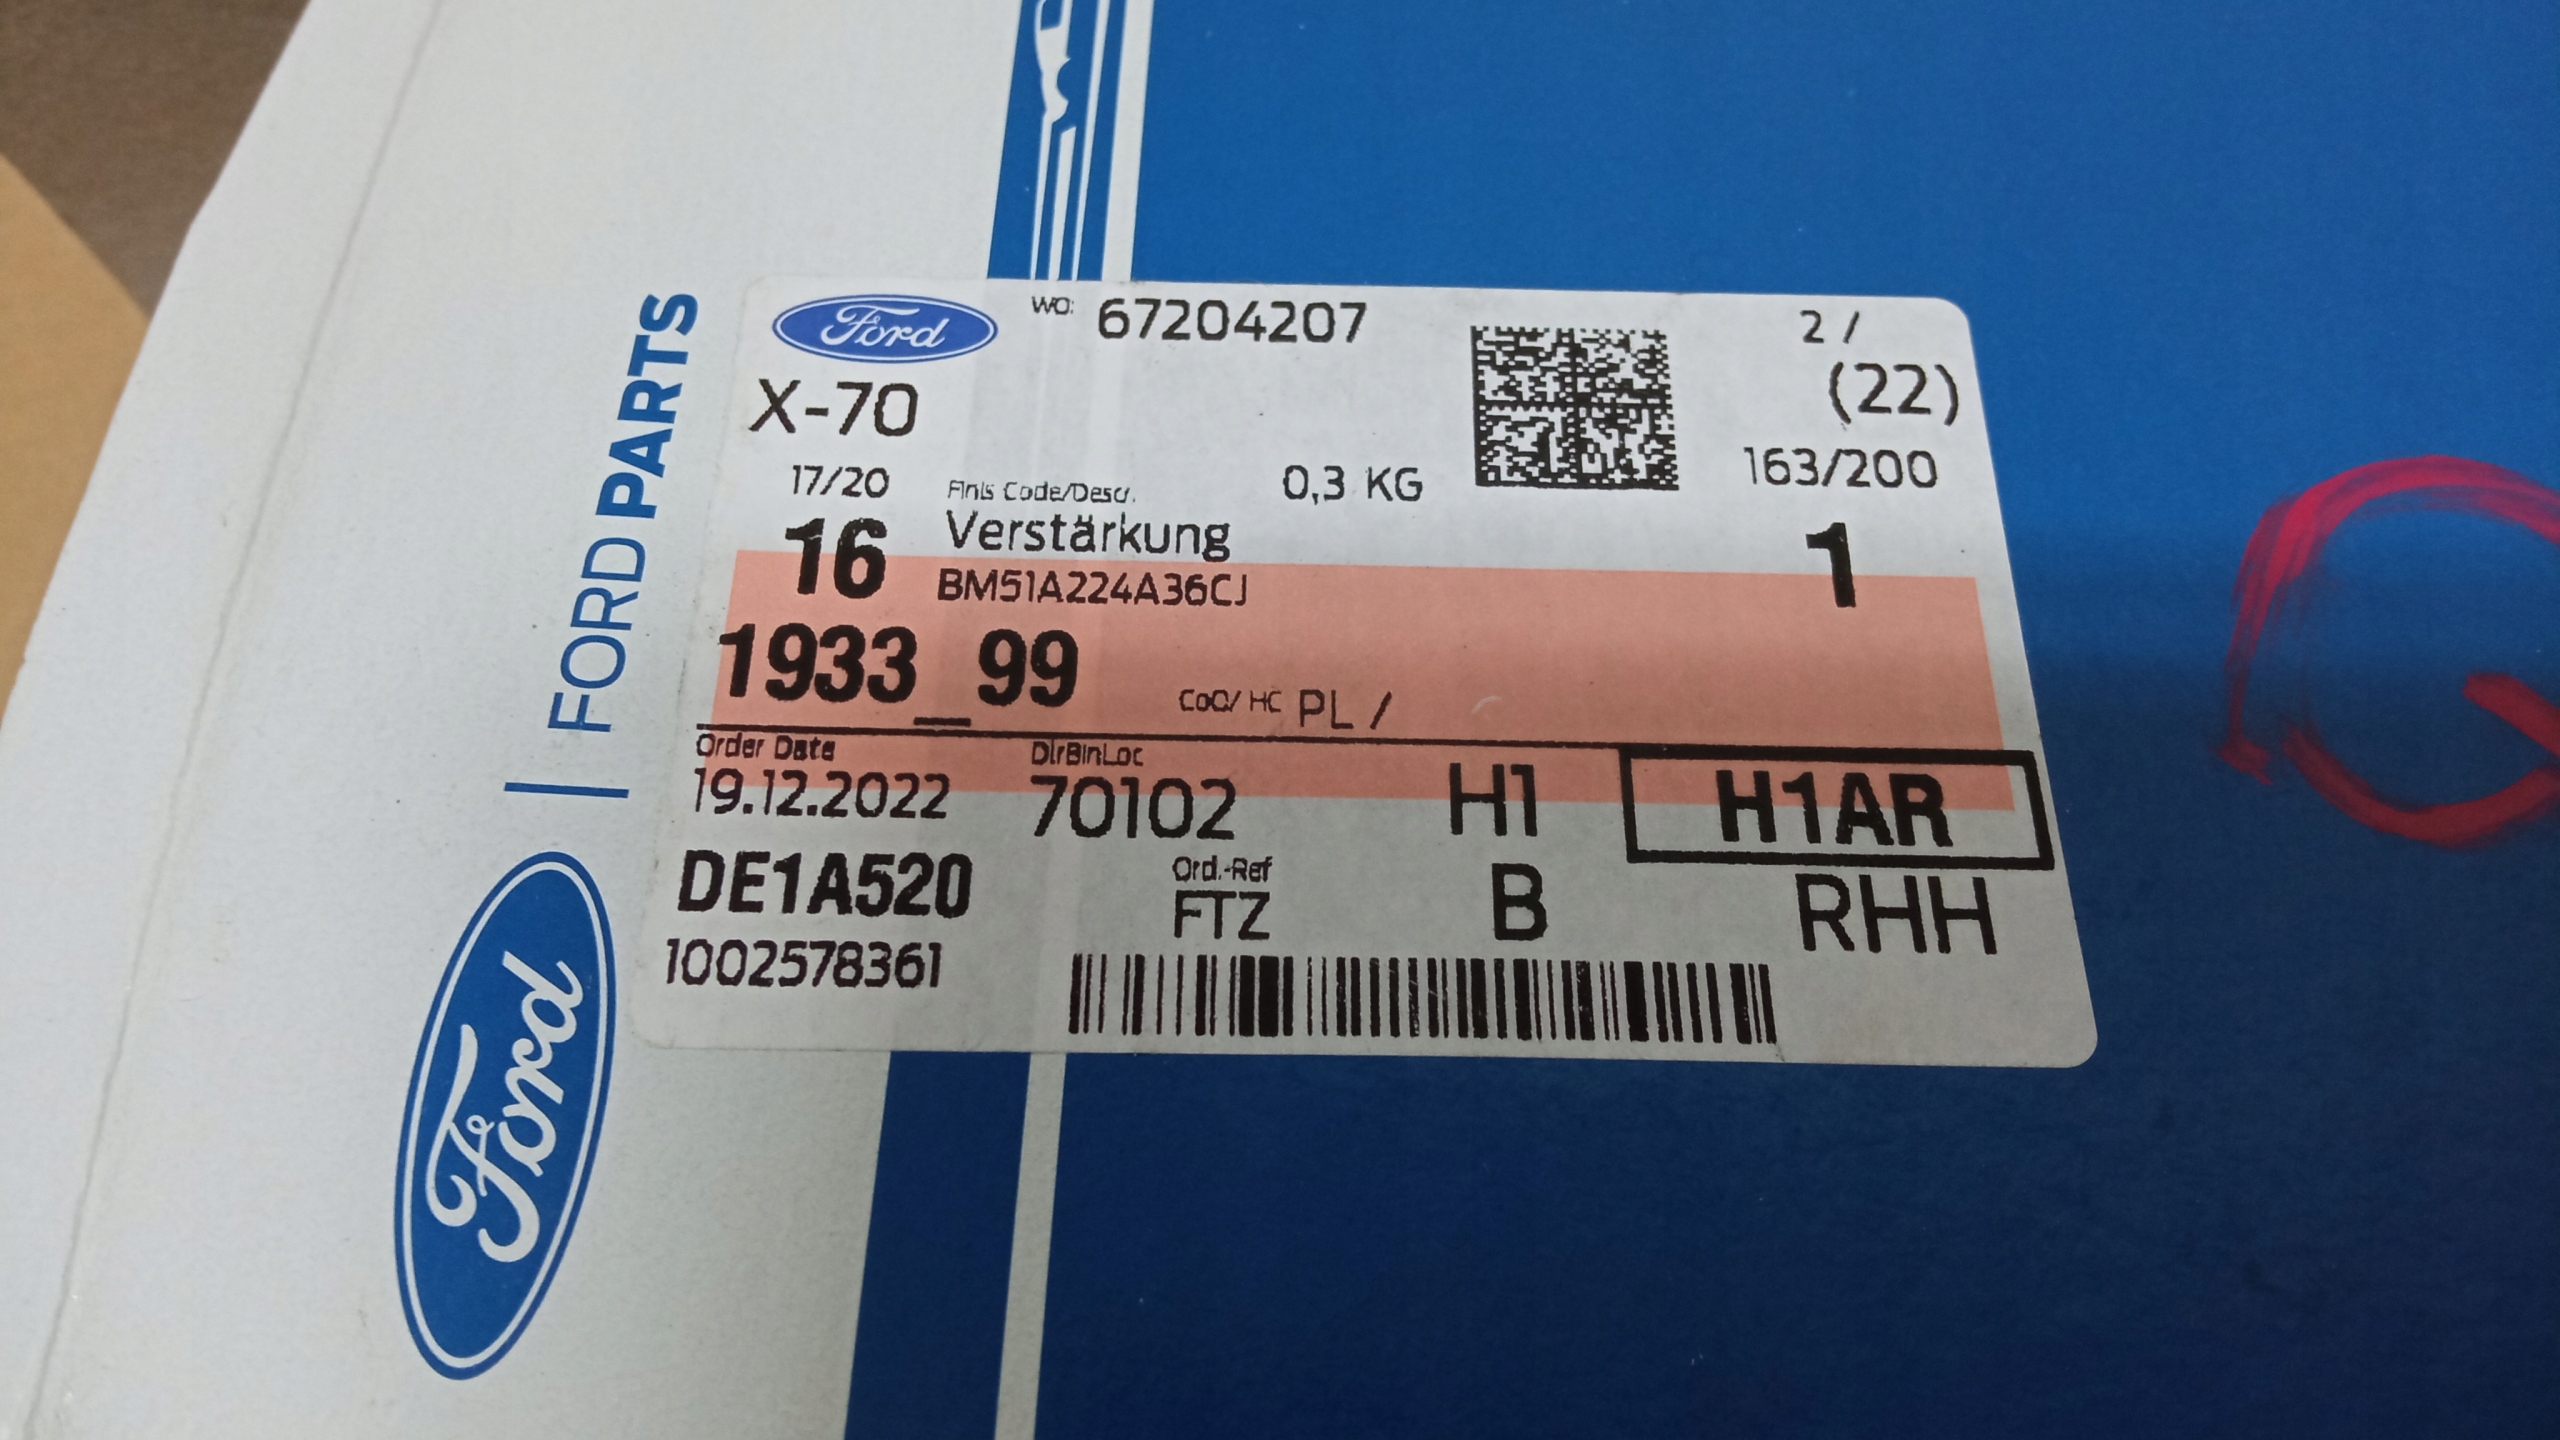 FORD PARTS
Ford
Ford
WO: 67204207
2 /
X-70
(22)
17/20
Finis Code/Descr.
0,3 KG
163/200
16
Verstärkung
1
BM51A224A36CJ
1933_99
CoO/ HC PL /
Order Date
DlrBinLoc
19.12.2022
70102
H1
H1AR
DE1A520
Ord.-Ref
FTZ
B
RHH
1002578361